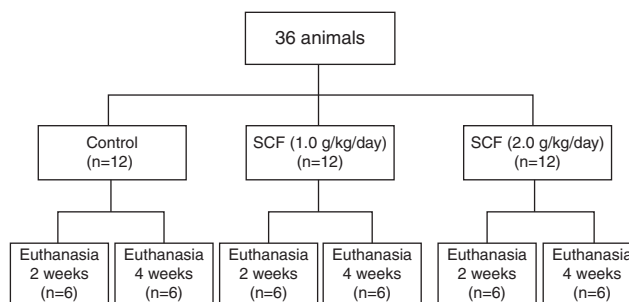 36 animals
Control
(n=12)
SCF (1.0 g/kg/day)
(n=12)
SCF (2.0 g/kg/day)
(n=12)
Euthanasia
2 weeks
(n=6)
Euthanasia
4 weeks
(n=6)
Euthanasia
2 weeks
(n=6)
Euthanasia
4 weeks
(n=6)
Euthanasia
2 weeks
(n=6)
Euthanasia
4 weeks
(n=6)